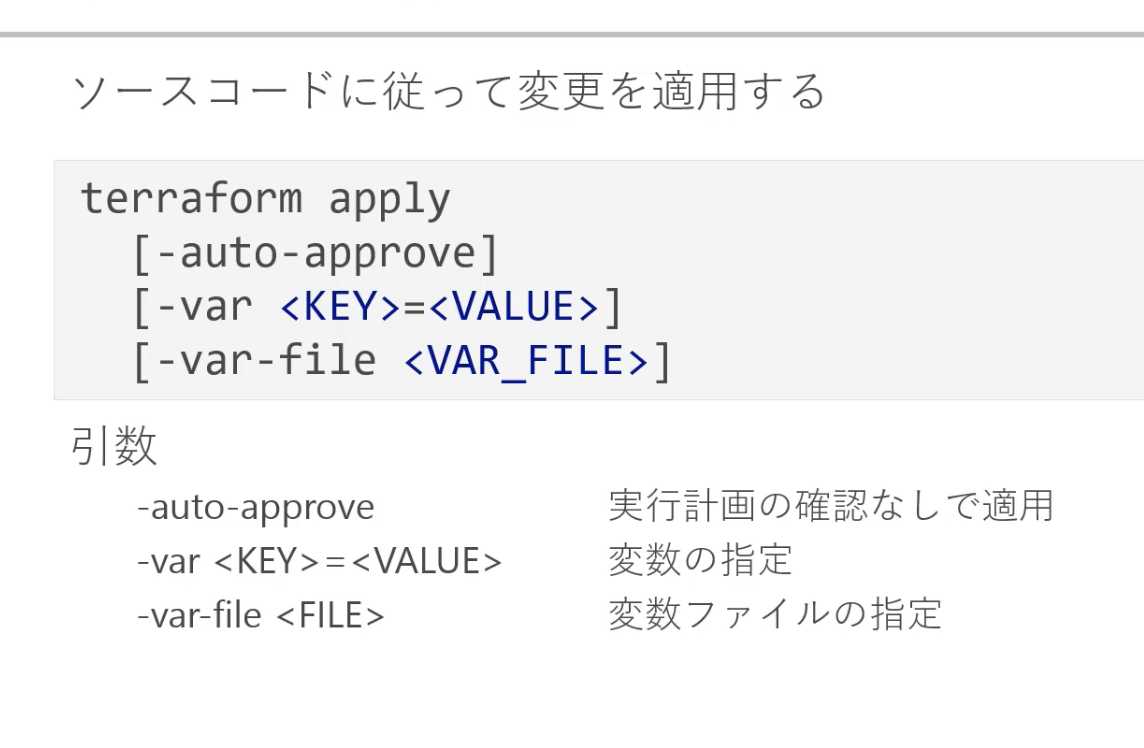 ソースコードに従って変更を適用する
terraform apply
[-auto-approve]
[-var <KEY>=<VALUE>]
[-var-file <VAR_FILE>]
引数
-auto-approve 実行計画の確認なしで適用
-var <KEY>=<VALUE> 変数の指定
-var-file <FILE> 変数ファイルの指定